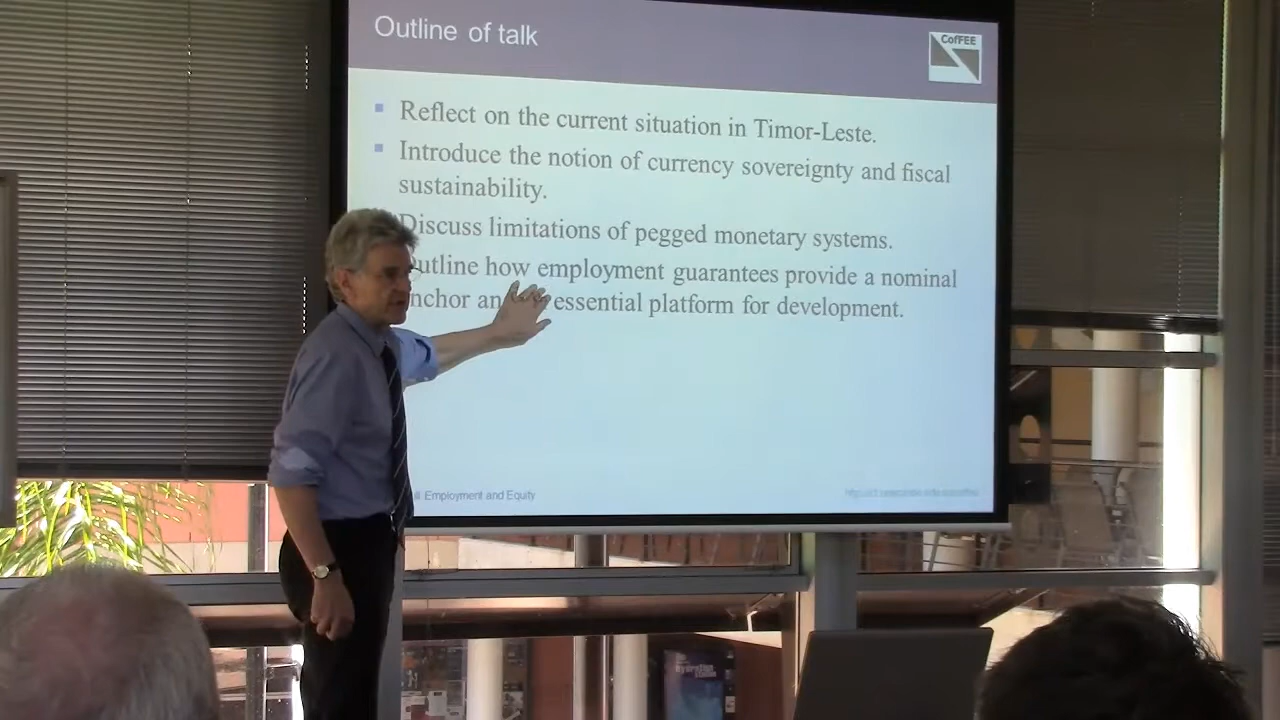 Outline of talk
CofFEE
Reflect on the current situation in Timor-Leste.
Introduce the notion of currency sovereignty and fiscal
sustainability.
Discuss limitations of pegged monetary systems.
utline how employment guarantees provide a nominal
nchor an essential platform for development.
Employment and Equity